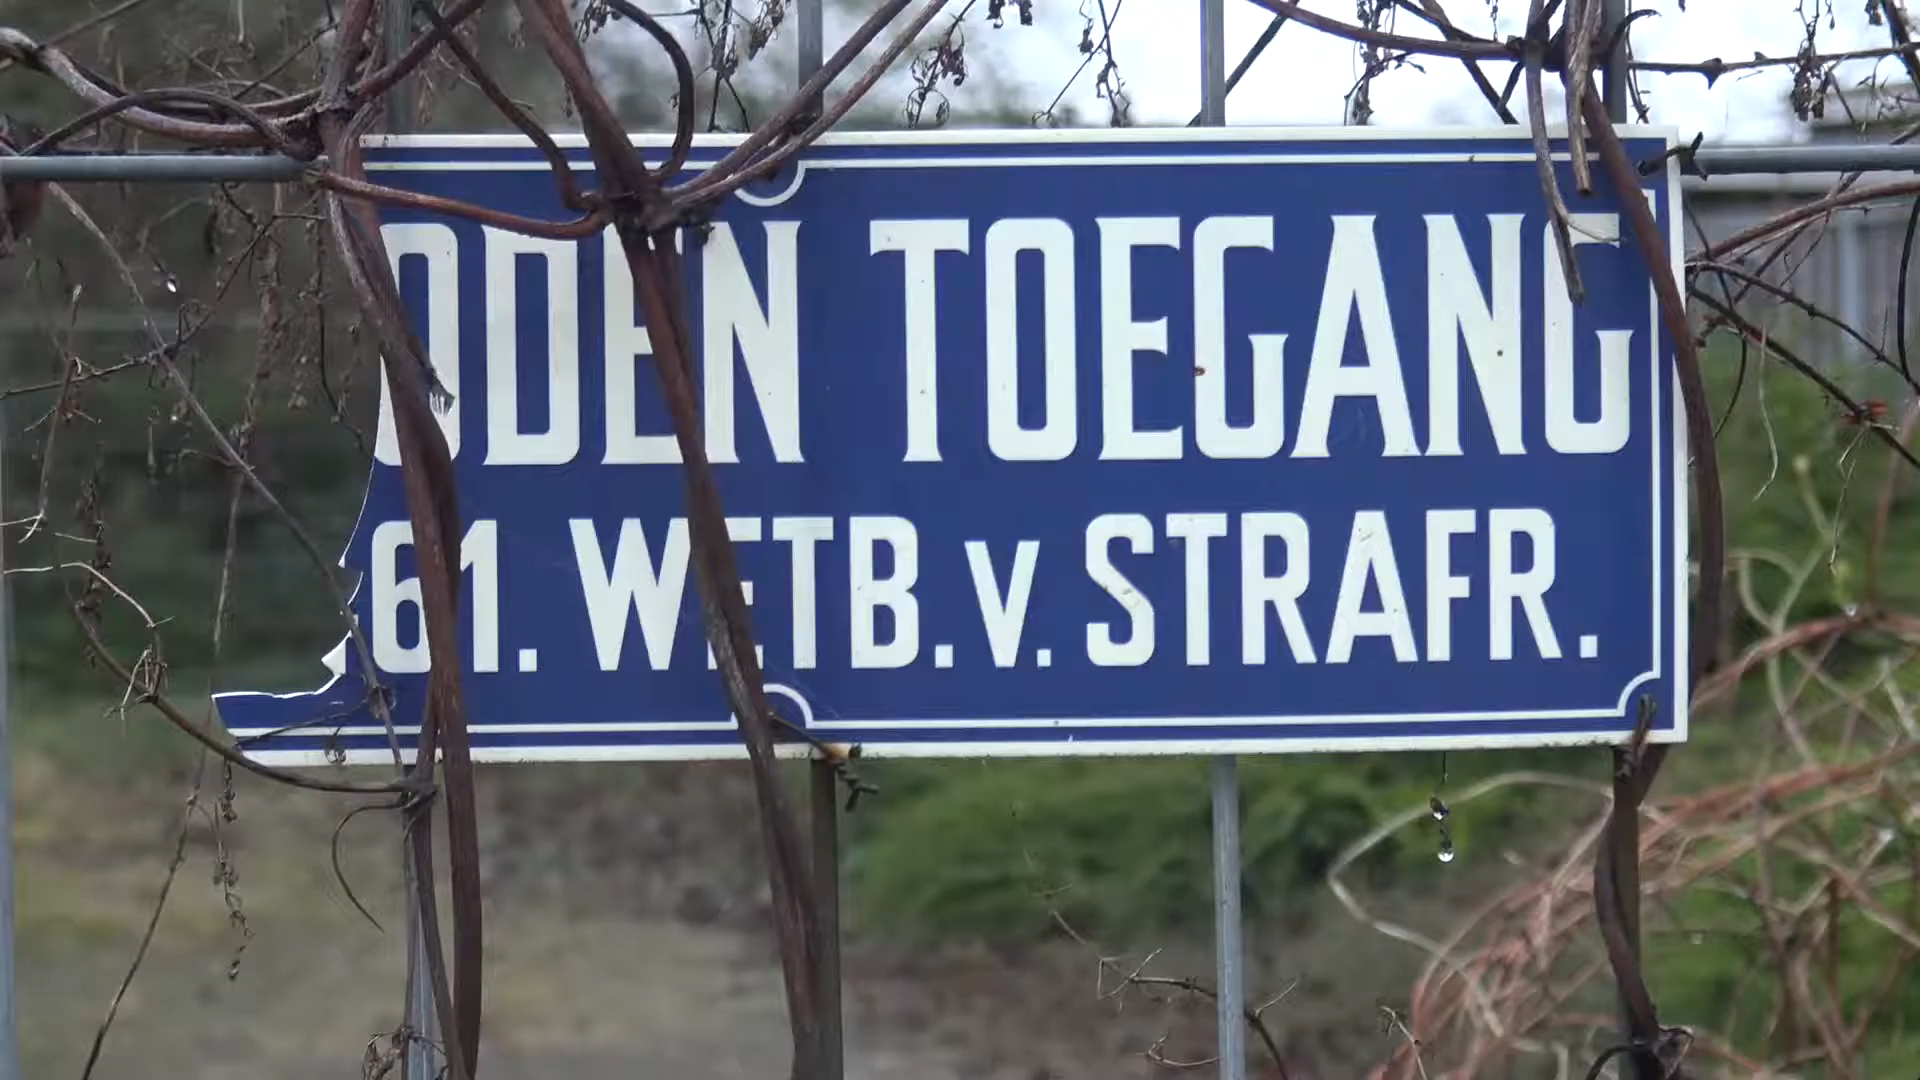 ODEN TOEGANG
61. WETB. V. STRAFR.